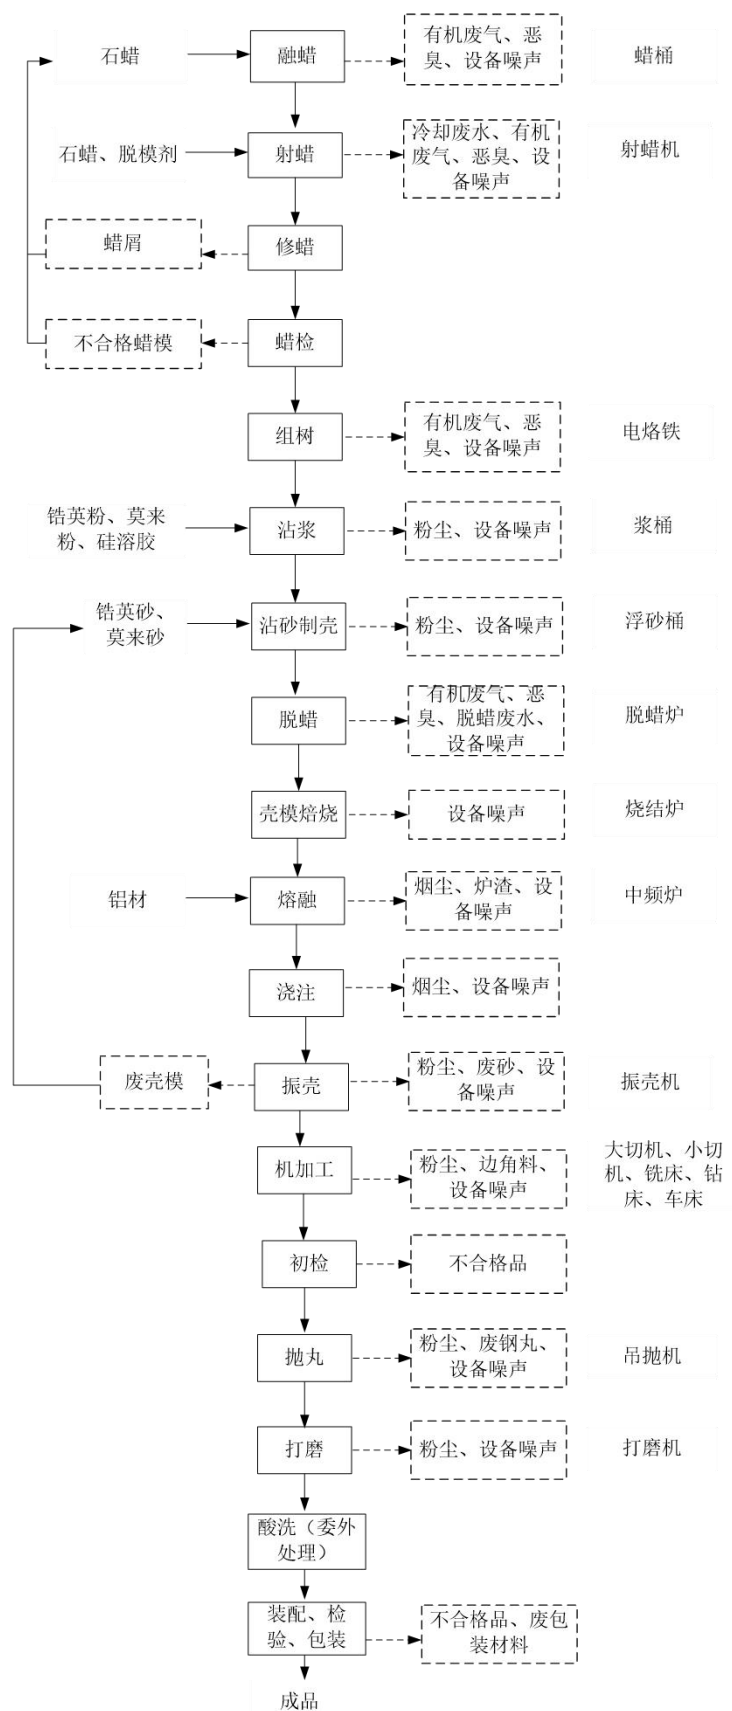 石蜡
融蜡
有机废气、恶
臭、设备噪声
蜡桶
石蜡、脱模剂
射蜡
冷却废水、有机
废气、恶臭、设
备噪声
射蜡机
蜡屑
修蜡
不合格蜡模
蜡检
组树
有机废气、恶
臭、设备噪声
电烙铁
锆英粉、莫来
粉、硅溶胶
沾浆
粉尘、设备噪声
浆桶
锆英砂、
莫来砂
沾砂制壳
粉尘、设备噪声
浮砂桶
脱蜡
有机废气、恶
臭、脱蜡废水、
设备噪声
脱蜡炉
壳模焙烧
设备噪声
烧结炉
铝材
熔融
烟尘、炉渣、设
备噪声
中频炉
浇注
烟尘、设备噪声
废壳模
振壳
粉尘、废砂、设
备噪声
振壳机
机加工
粉尘、边角料、
设备噪声
大切机、小切
机、铣床、钻
床、车床
初检
不合格品
抛丸
粉尘、废钢丸、
设备噪声
吊抛机
打磨
粉尘、设备噪声
打磨机
酸洗（委外
处理）
装配、检
验、包装
不合格品、废包
装材料
成品